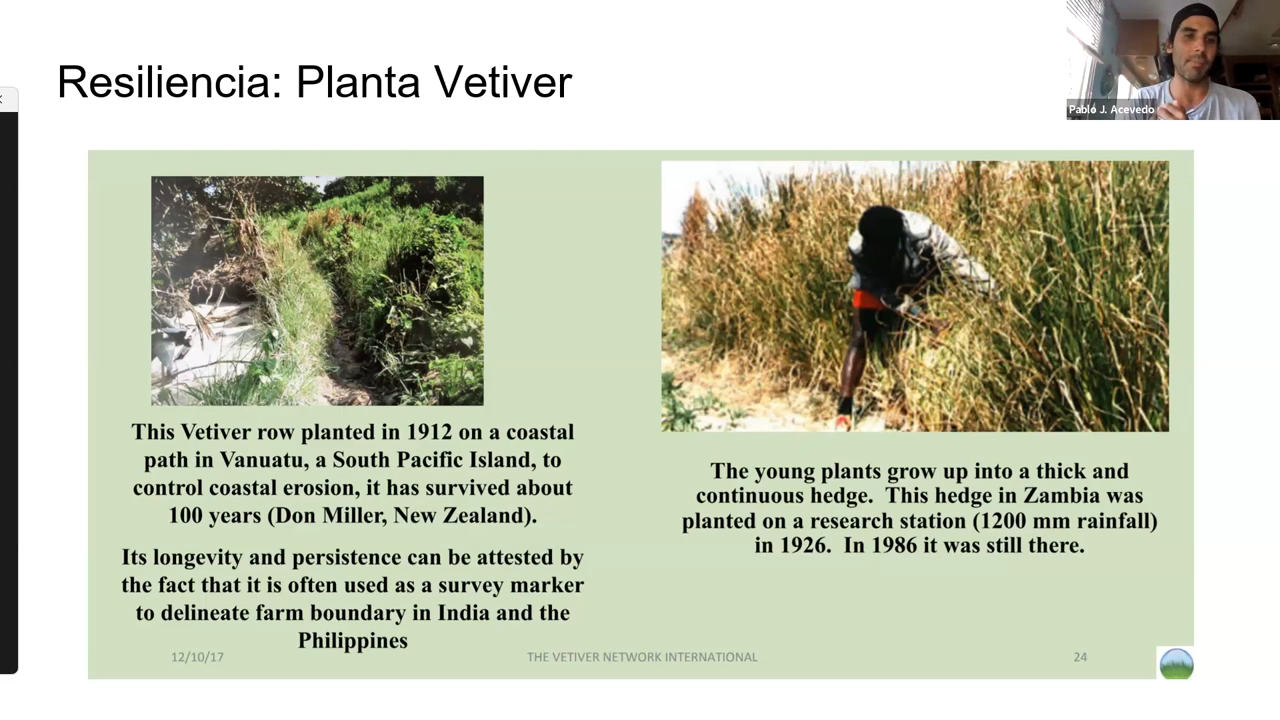 Resiliencia: Planta Vetiver
Pablo J. Acevedo
This Vetiver row planted in 1912 on a coastal
path in Vanuatu, a South Pacific Island, to
control coastal erosion, it has survived about
100 years (Don Miller, New Zealand).
Its longevity and persistence can be attested by
the fact that it is often used as a survey marker
to delineate farm boundary in India and the
Philippines
The young plants grow up into a thick and
continuous hedge. This hedge in Zambia was
planted on a research station (1200 mm rainfall)
in 1926. In 1986 it was still there.
12/10/17
THE VETIVER NETWORK INTERNATIONAL
24